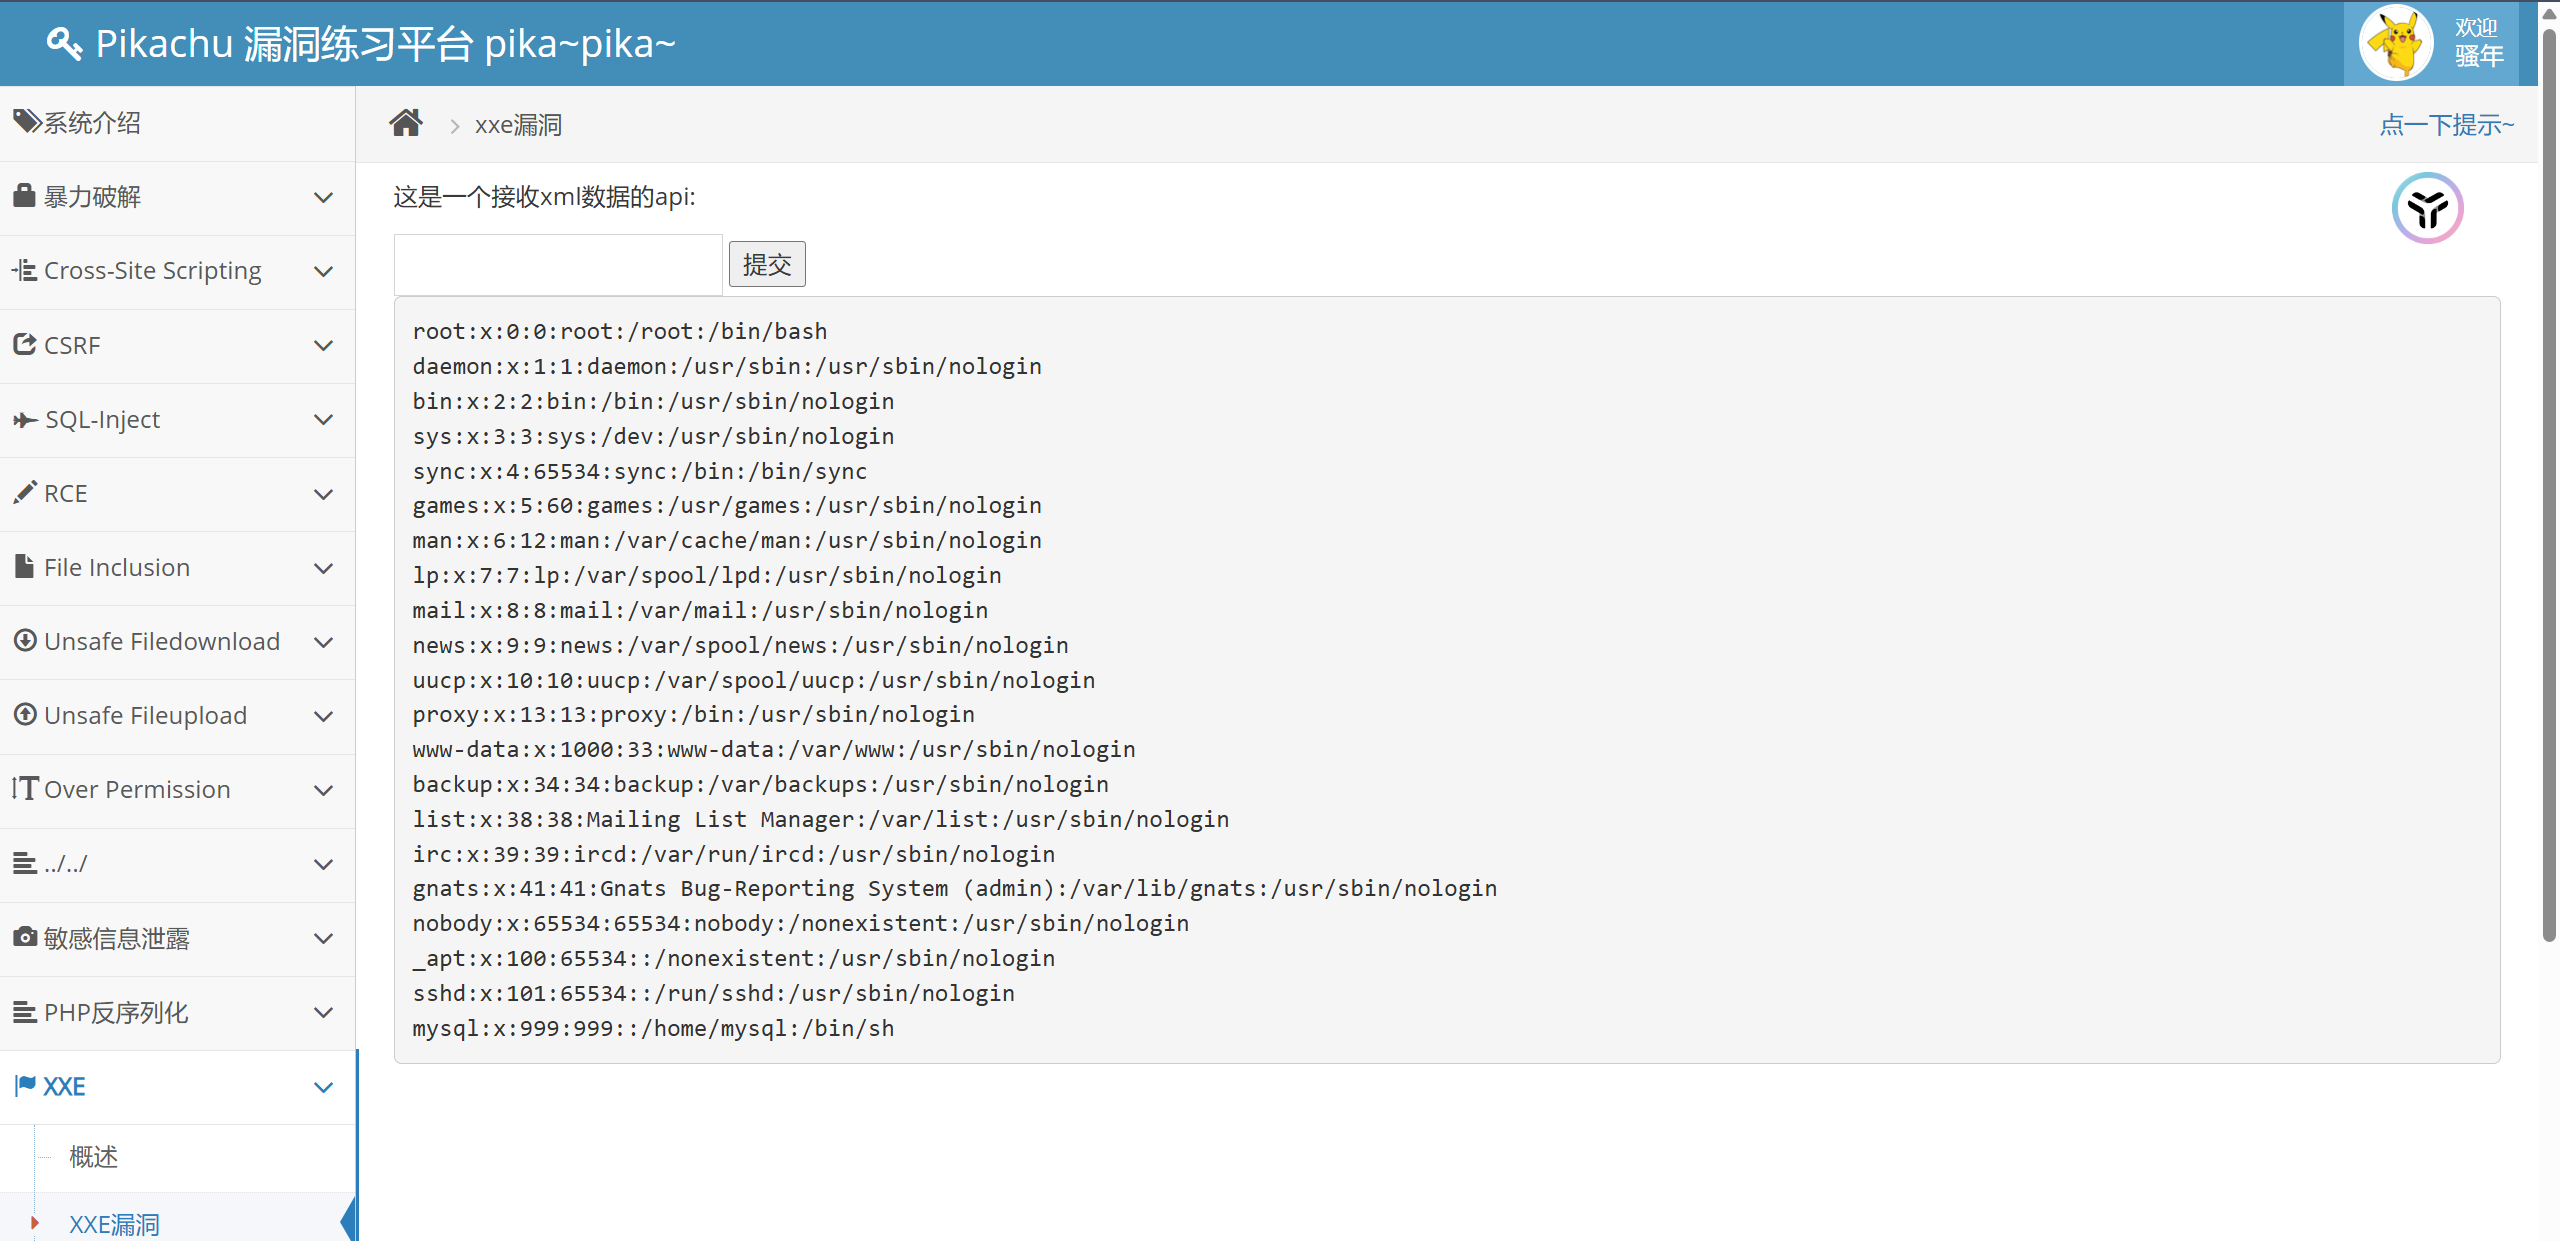 Pikachu 漏洞练习平台 pika~pika~
欢迎
骚年
系统介绍
暴力破解
Cross-Site Scripting
CSRF
SQL-Inject
RCE
File Inclusion
Unsafe Filedownload
Unsafe Fileupload
Over Permission
../../
敏感信息泄露
PHP反序列化
XXE
概述
XXE漏洞
xxe漏洞
点一下提示~
这是一个接收xml数据的api:
提交
root:x:0:0:root:/root:/bin/bash
daemon:x:1:1:daemon:/usr/sbin:/usr/sbin/nologin
bin:x:2:2:bin:/bin:/usr/sbin/nologin
sys:x:3:3:sys:/dev:/usr/sbin/nologin
sync:x:4:65534:sync:/bin:/bin/sync
games:x:5:60:games:/usr/games:/usr/sbin/nologin
man:x:6:12:man:/var/cache/man:/usr/sbin/nologin
lp:x:7:7:lp:/var/spool/lpd:/usr/sbin/nologin
mail:x:8:8:mail:/var/mail:/usr/sbin/nologin
news:x:9:9:news:/var/spool/news:/usr/sbin/nologin
uucp:x:10:10:uucp:/var/spool/uucp:/usr/sbin/nologin
proxy:x:13:13:proxy:/bin:/usr/sbin/nologin
www-data:x:1000:33:www-data:/var/www:/usr/sbin/nologin
backup:x:34:34:backup:/var/backups:/usr/sbin/nologin
list:x:38:38:Mailing List Manager:/var/list:/usr/sbin/nologin
irc:x:39:39:ircd:/var/run/ircd:/usr/sbin/nologin
gnats:x:41:41:Gnats Bug-Reporting System (admin):/var/lib/gnats:/usr/sbin/nologin
nobody:x:65534:65534:nobody:/nonexistent:/usr/sbin/nologin
_apt:x:100:65534::/nonexistent:/usr/sbin/nologin
sshd:x:101:65534::/run/sshd:/usr/sbin/nologin
mysql:x:999:999::/home/mysql:/bin/sh